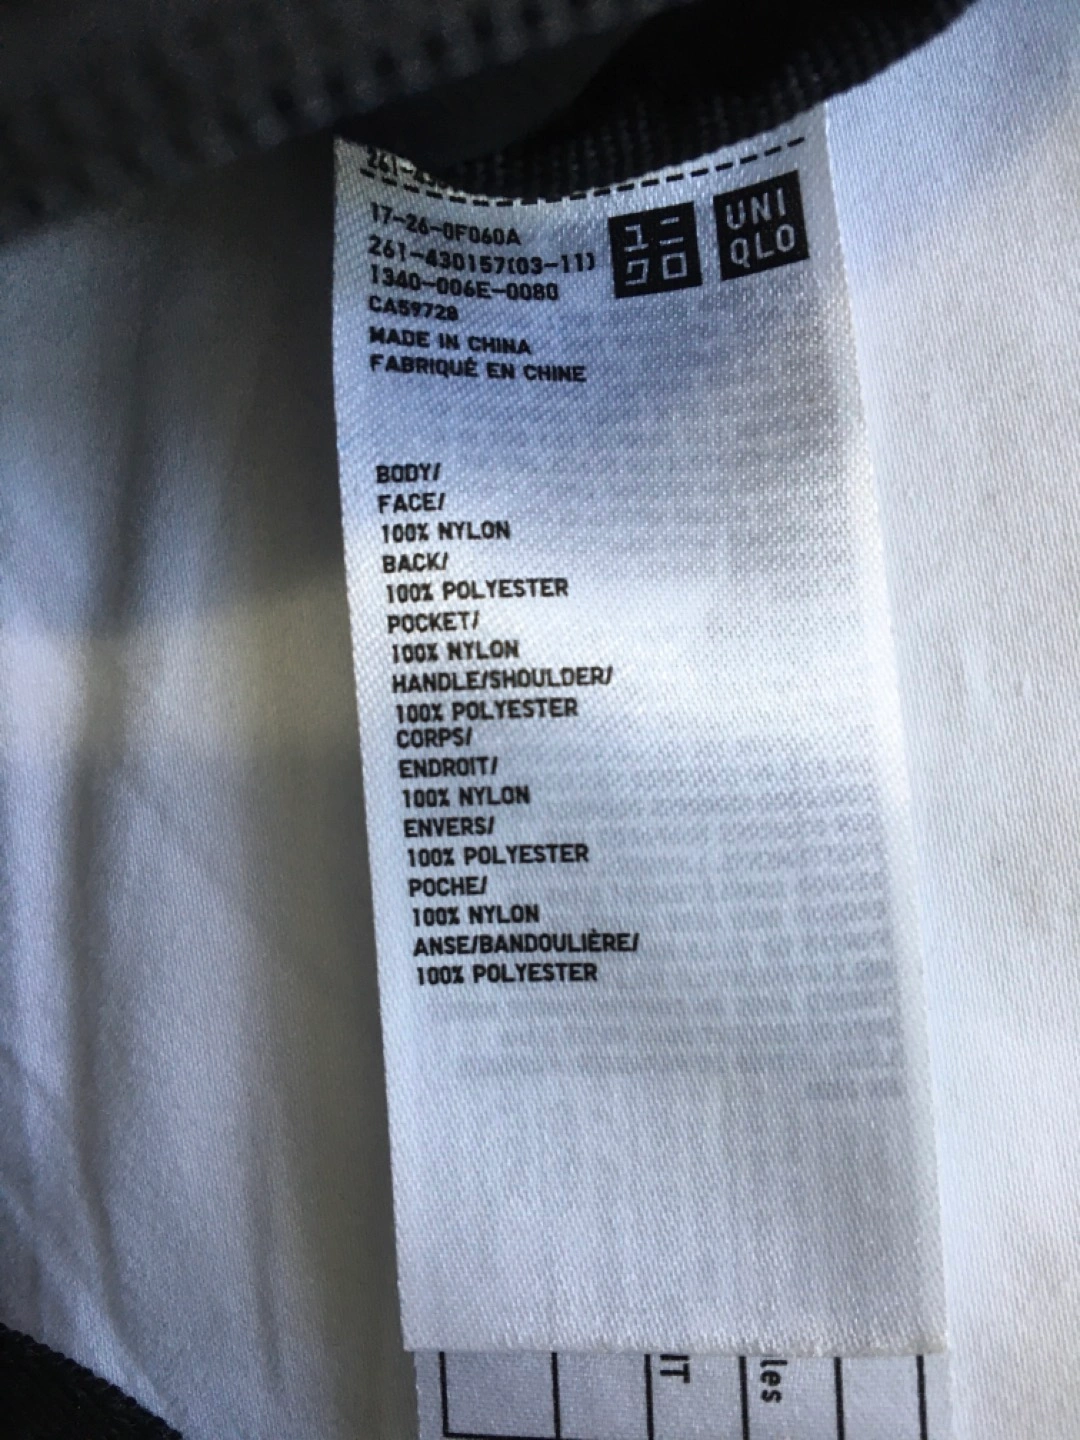 17-26-0F060A
261-430157(03-11)
1340-006E-0080
CA59728
MADE IN CHINA
FABRIQUÉ EN CHINE
ユニ
クロ
UNI
QLO
BODY/
FACE/
100% NYLON
BACK/
100% POLYESTER
POCKET/
100% NYLON
HANDLE/SHOULDER/
100% POLYESTER
CORPS/
ENDROIT/
100% NYLON
ENVERS/
100% POLYESTER
POCHE/
100% NYLON
ANSE/BANDOULIÈRE/
100% POLYESTER